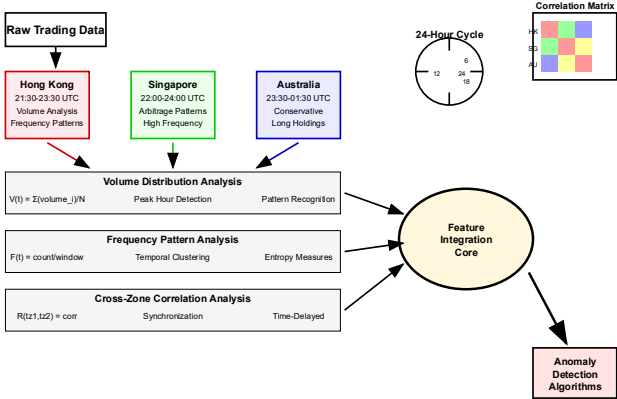 Raw Trading Data
Hong Kong
21:30-23:30 UTC
Volume Analysis
Frequency Patterns
Singapore
22:00-24:00 UTC
Arbitrage Patterns
High Frequency
Australia
23:30-01:30 UTC
Conservative
Long Holdings
24-Hour Cycle
6
12
24
18
Correlation Matrix
HK
SG
AU
Volume Distribution Analysis
V(t) = Σ(volume_i)/N Peak Hour Detection Pattern Recognition
Frequency Pattern Analysis
F(t) = count/window Temporal Clustering Entropy Measures
Cross-Zone Correlation Analysis
R(tz1,tz2) = corr Synchronization Time-Delayed
Feature
Integration
Core
Anomaly
Detection
Algorithms